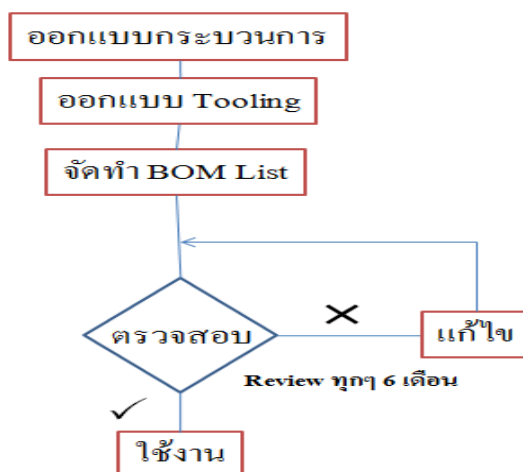 ออกแบบกระบวนการ
ออกแบบ Tooling
จัดทำ BOM List
ตรวจสอบ
แก้ไข
Review ทุกๆ 6 เดือน
ใช้งาน